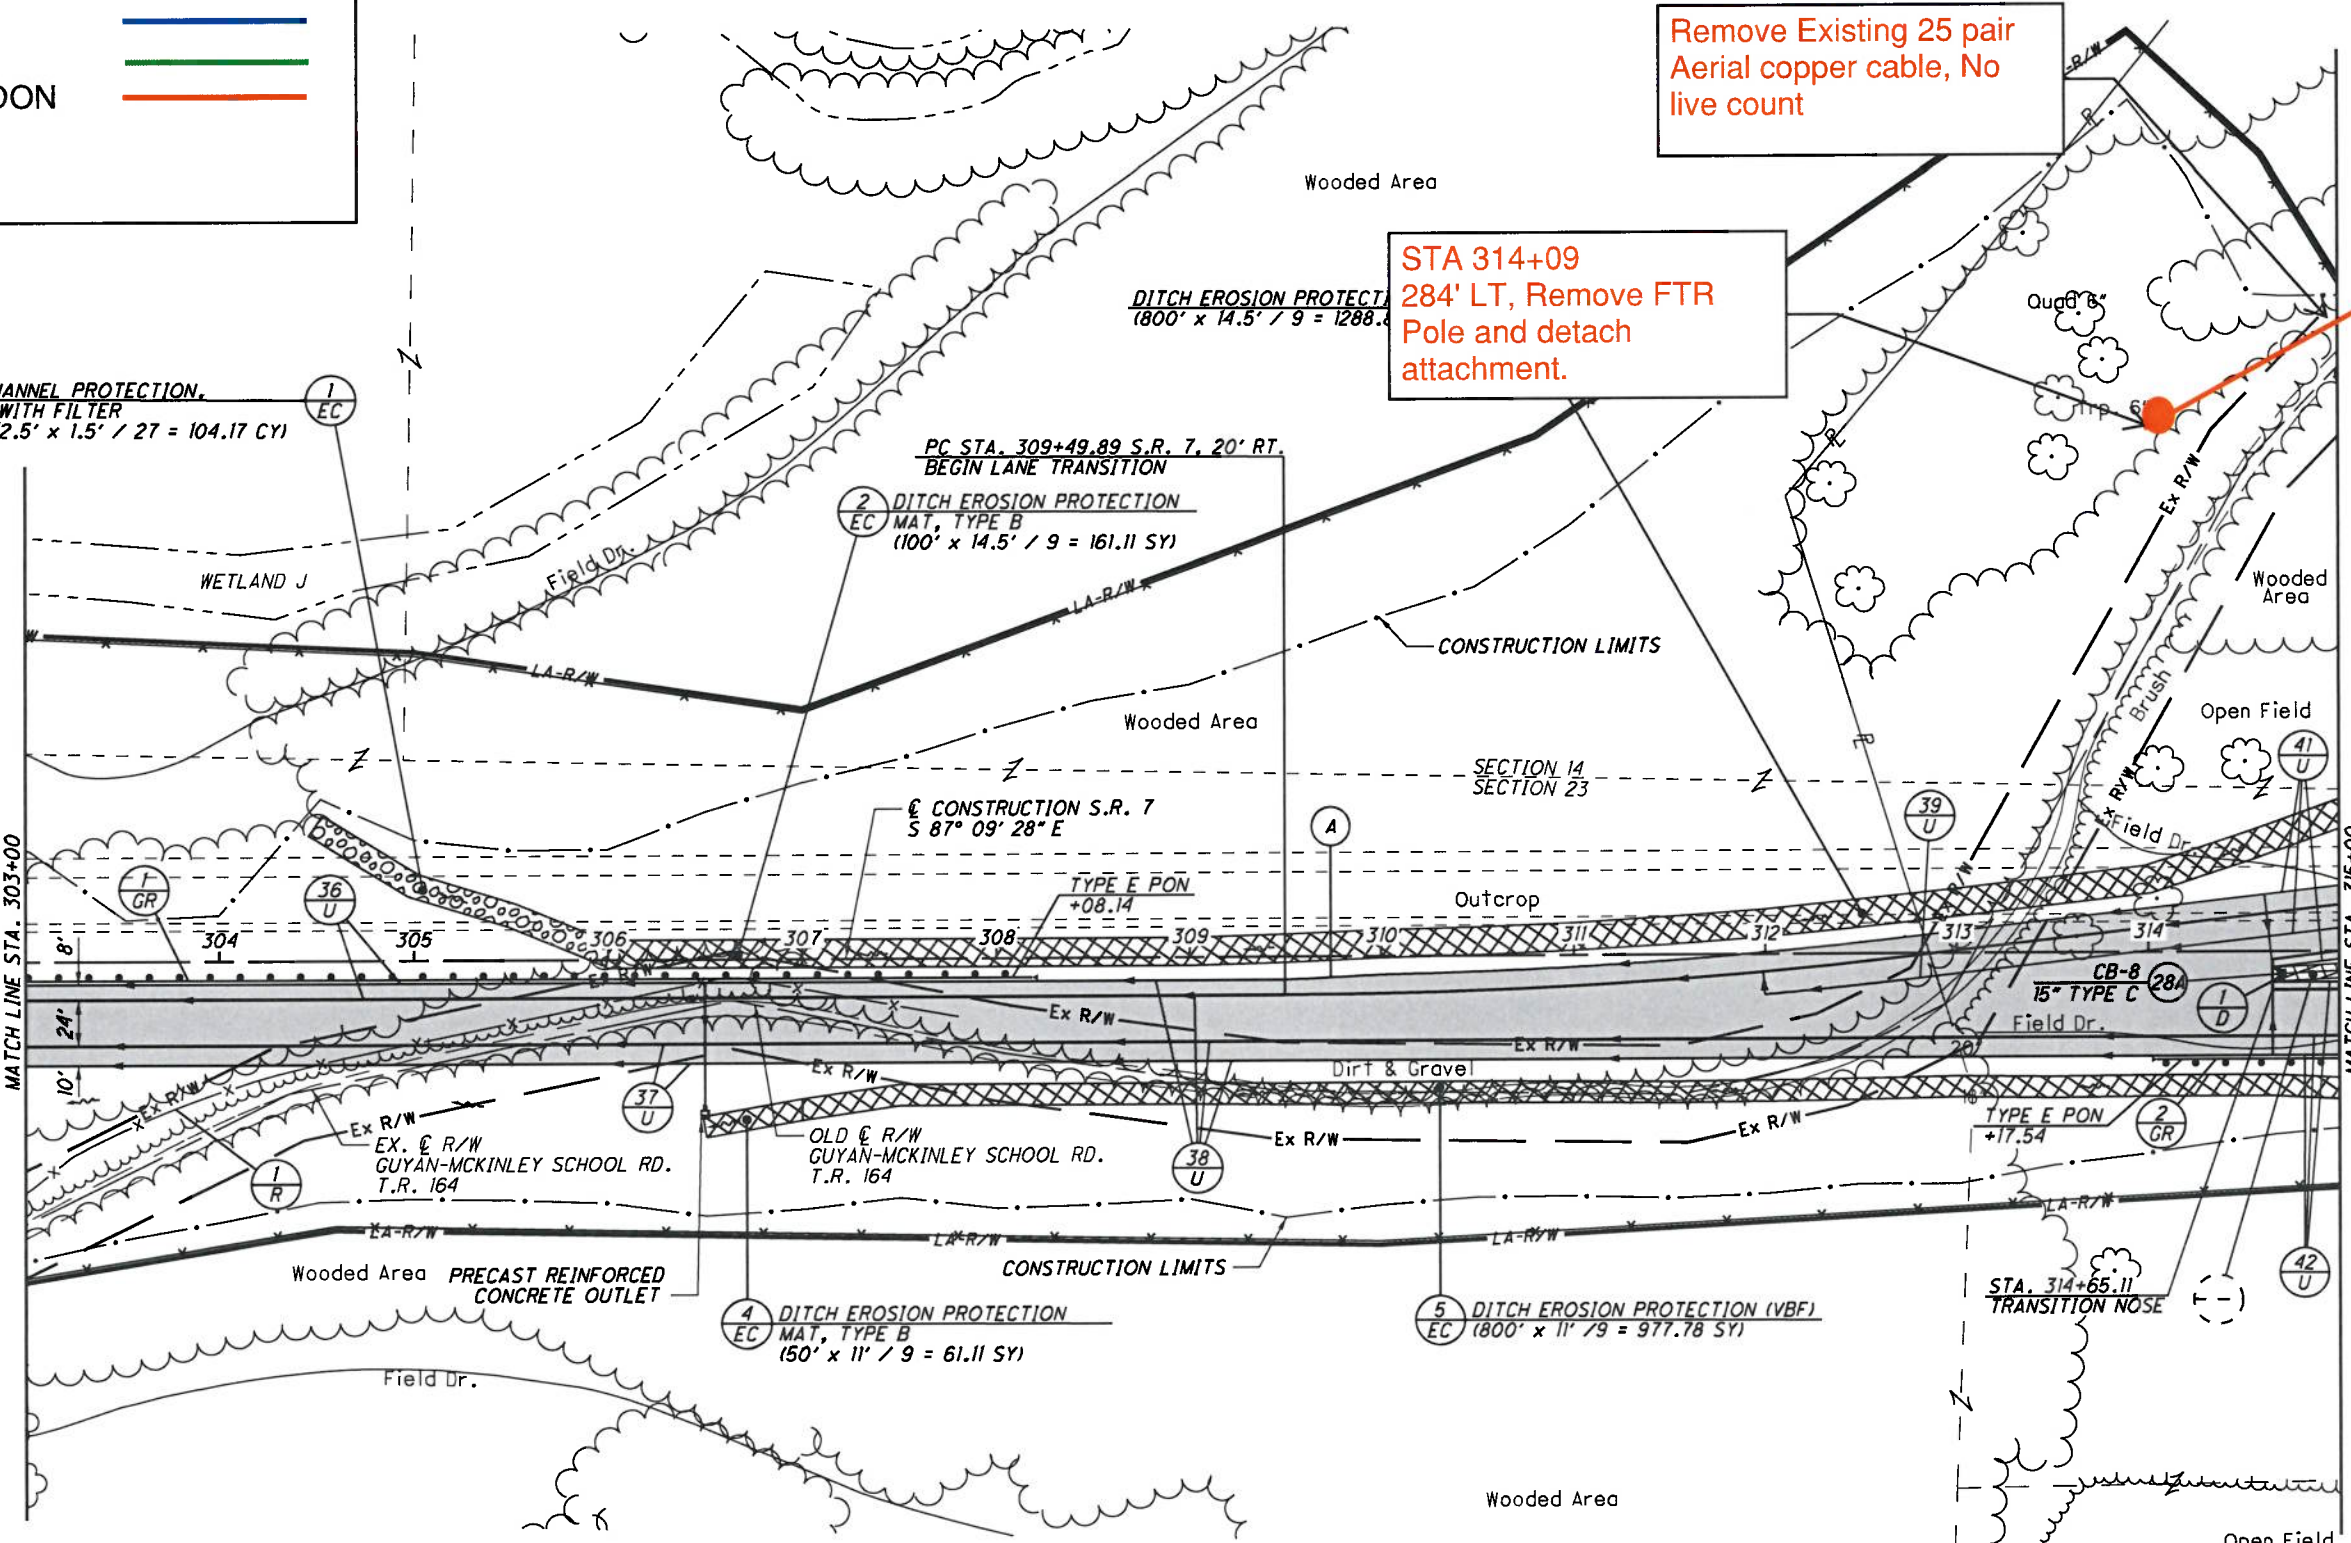 Remove Existing 25 pair
Aerial copper cable, No
live count
STA 314+09
284' LT, Remove FTR
Pole and detach
attachment.
Wooded Area
DITCH EROSION PROTECTI
(800' x 14.5' / 9 = 1288.
Quad 6"
Trp. 6"
ANNEL PROTECTION,
WITH FILTER
2.5' x 1.5' / 27 = 104.17 CY)
1
EC
PC STA. 309+49.89 S.R. 7, 20' RT.
BEGIN LANE TRANSITION
2
EC
DITCH EROSION PROTECTION
MAT, TYPE B
(100' x 14.5' / 9 = 161.11 SY)
Ex R/W
WETLAND J
Field Dr.
LA-R/W
LA-R/W
CONSTRUCTION LIMITS
Wooded
Area
Brush
Open Field
Wooded Area
SECTION 14
SECTION 23
℄ CONSTRUCTION S.R. 7
S 87° 09' 28" E
A
39
U
41
U
Ex R/W
Field Dr.
MATCH LINE STA. 303+00
MATCH LINE STA. 315+00
1
GR
36
U
TYPE E PON
+08.14
Outcrop
304
305
306
307
308
309
310
311
312
313
314
8'
24'
10'
Ex R/W
Ex R/W
CB-8
15" TYPE C
28A
1
D
Field Dr.
Ex R/W
Dirt & Gravel
Ex R/W
Ex R/W
Ex R/W
37
U
EX. ℄ R/W
GUYAN-MCKINLEY SCHOOL RD.
T.R. 164
OLD ℄ R/W
GUYAN-MCKINLEY SCHOOL RD.
T.R. 164
38
U
Ex R/W
Ex R/W
TYPE E PON
+17.54
2
GR
1
R
LA-R/W
LA-R/W
LA-R/W
LA-R/W
Wooded Area
PRECAST REINFORCED
CONCRETE OUTLET
CONSTRUCTION LIMITS
4
EC
DITCH EROSION PROTECTION
MAT, TYPE B
(50' x 11' / 9 = 61.11 SY)
5
EC
DITCH EROSION PROTECTION (VBF)
(800' x 11' /9 = 977.78 SY)
STA. 314+65.11
TRANSITION NOSE
42
U
Field Dr.
Wooded Area
Open Field